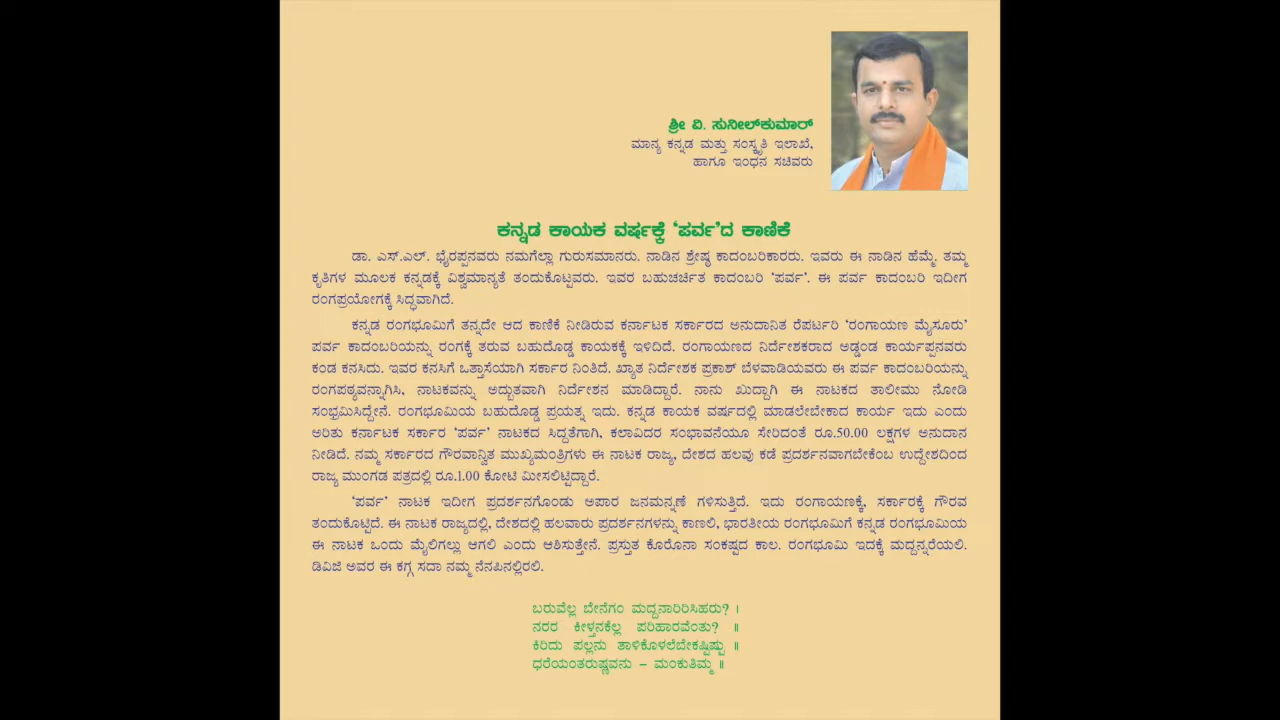 ಶ್ರೀ ವಿ. ಸುನೀಲ್‌ಕುಮಾರ್
ಮಾನ್ಯ ಕನ್ನಡ ಮತ್ತು ಸಂಸ್ಕೃತಿ ಇಲಾಖೆ,
ಹಾಗೂ ಇಂಧನ ಸಚಿವರು
ಕನ್ನಡ ಕಾಯಕ ವರ್ಷಕ್ಕೆ ‘ಪರ್ವ’ದ ಕಾಣಿಕೆ
ಡಾ. ಎಸ್.ಎಲ್. ಭೈರಪ್ಪನವರು ನಮಗೆಲ್ಲಾ ಗುರುಸಮಾನರು. ನಾಡಿನ ಶ್ರೇಷ್ಠ ಕಾದಂಬರಿಕಾರರು. ಇವರು ಈ ನಾಡಿನ ಹೆಮ್ಮೆ. ತಮ್ಮ
ಕೃತಿಗಳ ಮೂಲಕ ಕನ್ನಡಕ್ಕೆ ವಿಶ್ವಮಾನ್ಯತೆ ತಂದುಕೊಟ್ಟವರು. ಇವರ ಬಹುಚರ್ಚಿತ ಕಾದಂಬರಿ ‘ಪರ್ವ’. ಈ ಪರ್ವ ಕಾದಂಬರಿ ಇದೀಗ
ರಂಗಪ್ರಯೋಗಕ್ಕೆ ಸಿದ್ಧವಾಗಿದೆ.
ಕನ್ನಡ ರಂಗಭೂಮಿಗೆ ತನ್ನದೇ ಆದ ಕಾಣಿಕೆ ನೀಡಿರುವ ಕರ್ನಾಟಕ ಸರ್ಕಾರದ ಅನುದಾನಿತ ರೆಪರ್ಟರಿ ‘ರಂಗಾಯಣ ಮೈಸೂರು’
ಪರ್ವ ಕಾದಂಬರಿಯನ್ನು ರಂಗಕ್ಕೆ ತರುವ ಬಹುದೊಡ್ಡ ಕಾಯಕಕ್ಕೆ ಇಳಿದಿದೆ. ರಂಗಾಯಣದ ನಿರ್ದೇಶಕರಾದ ಅಡ್ಡಂಡ ಕಾರ್ಯಪ್ಪನವರು
ಕಂಡ ಕನಸಿದು. ಇವರ ಕನಸಿಗೆ ಒತ್ತಾಸೆಯಾಗಿ ಸರ್ಕಾರ ನಿಂತಿದೆ. ಖ್ಯಾತ ನಿರ್ದೇಶಕ ಪ್ರಕಾಶ್ ಬೆಳವಾಡಿಯವರು ಈ ಪರ್ವ ಕಾದಂಬರಿಯನ್ನು
ರಂಗಪಠ್ಯವನ್ನಾಗಿಸಿ, ನಾಟಕವನ್ನು ಅದ್ಭುತವಾಗಿ ನಿರ್ದೇಶನ ಮಾಡಿದ್ದಾರೆ. ನಾನು ಖುದ್ದಾಗಿ ಈ ನಾಟಕದ ತಾಲೀಮು ನೋಡಿ
ಸಂಭ್ರಮಿಸಿದ್ದೇನೆ. ರಂಗಭೂಮಿಯ ಬಹುದೊಡ್ಡ ಪ್ರಯತ್ನ ಇದು. ಕನ್ನಡ ಕಾಯಕ ವರ್ಷದಲ್ಲಿ ಮಾಡಲೇಬೇಕಾದ ಕಾರ್ಯ ಇದು ಎಂದು
ಅರಿತು ಕರ್ನಾಟಕ ಸರ್ಕಾರ ‘ಪರ್ವ’ ನಾಟಕದ ಸಿದ್ದತೆಗಾಗಿ, ಕಲಾವಿದರ ಸಂಭಾವನೆಯೂ ಸೇರಿದಂತೆ ರೂ.50.00 ಲಕ್ಷಗಳ ಅನುದಾನ
ನೀಡಿದೆ. ನಮ್ಮ ಸರ್ಕಾರದ ಗೌರವಾನ್ವಿತ ಮುಖ್ಯಮಂತ್ರಿಗಳು ಈ ನಾಟಕ ರಾಜ್ಯ, ದೇಶದ ಹಲವು ಕಡೆ ಪ್ರದರ್ಶನವಾಗಬೇಕೆಂಬ ಉದ್ದೇಶದಿಂದ
ರಾಜ್ಯ ಮುಂಗಡ ಪತ್ರದಲ್ಲಿ ರೂ.1.00 ಕೋಟಿ ಮೀಸಲಿಟ್ಟಿದ್ದಾರೆ.
‘ಪರ್ವ’ ನಾಟಕ ಇದೀಗ ಪ್ರದರ್ಶನಗೊಂಡು ಅಪಾರ ಜನಮನ್ನಣೆ ಗಳಿಸುತ್ತಿದೆ. ಇದು ರಂಗಾಯಣಕ್ಕೆ, ಸರ್ಕಾರಕ್ಕೆ ಗೌರವ
ತಂದುಕೊಟ್ಟಿದೆ. ಈ ನಾಟಕ ರಾಜ್ಯದಲ್ಲಿ, ದೇಶದಲ್ಲಿ ಹಲವಾರು ಪ್ರದರ್ಶನಗಳನ್ನು ಕಾಣಲಿ, ಭಾರತೀಯ ರಂಗಭೂಮಿಗೆ ಕನ್ನಡ ರಂಗಭೂಮಿಯ
ಈ ನಾಟಕ ಒಂದು ಮೈಲಿಗಲ್ಲು ಆಗಲಿ ಎಂದು ಆಶಿಸುತ್ತೇನೆ. ಪ್ರಸ್ತುತ ಕೊರೊನಾ ಸಂಕಷ್ಟದ ಕಾಲ. ರಂಗಭೂಮಿ ಇದಕ್ಕೆ ಮದ್ದನ್ನರೆಯಲಿ.
ಡಿವಿಜಿ ಅವರ ಈ ಕಗ್ಗ ಸದಾ ನಮ್ಮ ನೆನಪಿನಲ್ಲಿರಲಿ.
ಬರುವೆಲ್ಲ ಬೇನೆಗಂ ಮದ್ದನಾರಿರಿಸಿಹರು? ।
ನರರ ಕೀಳ್ತನಕೆಲ್ಲ ಪರಿಹಾರವೆಂತು? ॥
ಕಿರಿದು ಪಲ್ಲನು ತಾಳಿಕೊಳಲೆಬೇಕಷ್ಟಿಷ್ಟು ॥
ಧರೆಯಂತರುಷ್ಣವನು – ಮಂಕುತಿಮ್ಮ ॥